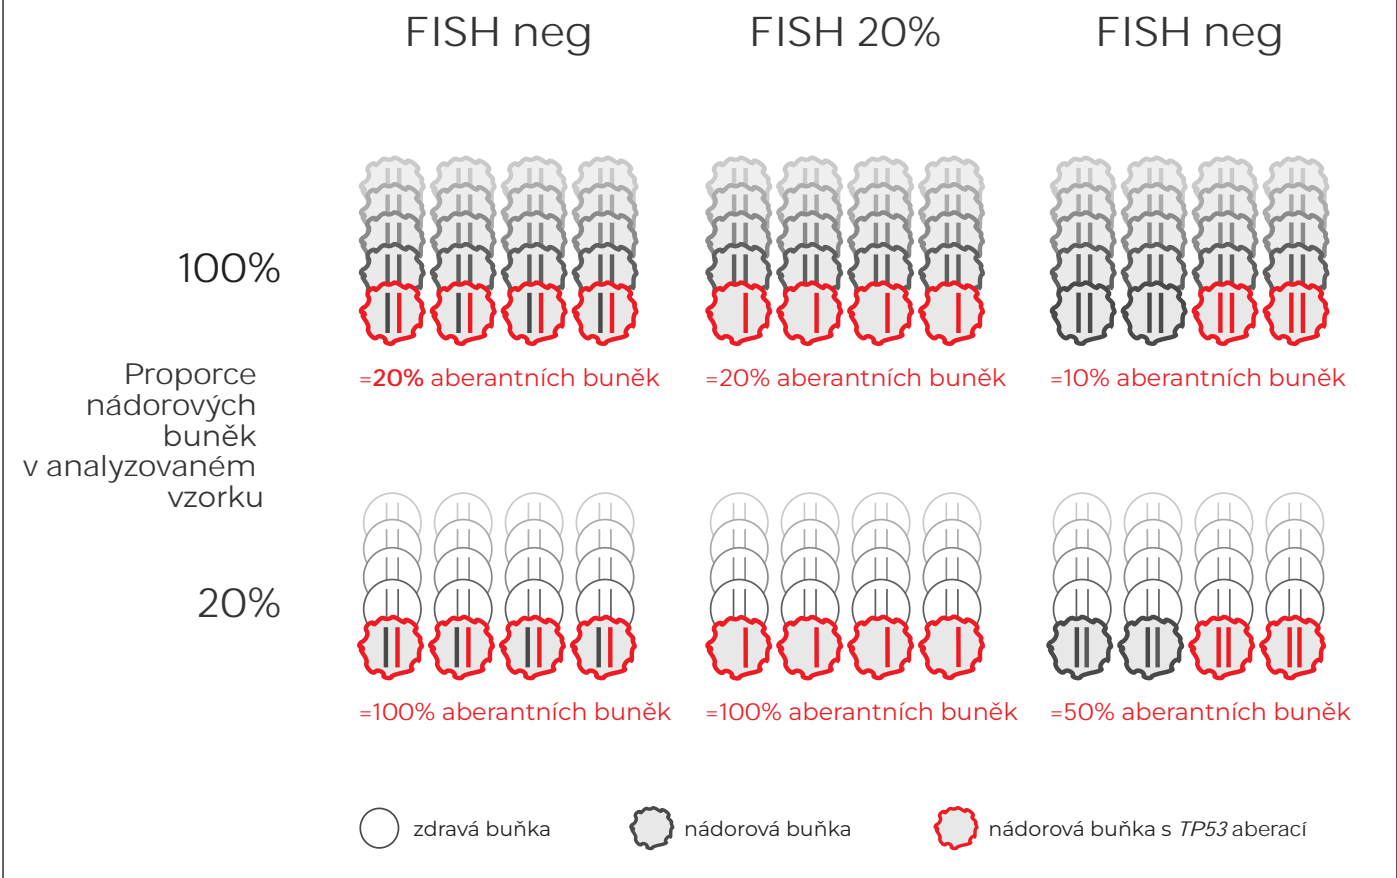 FISH neg
FISH 20%
FISH neg
100%
=20% aberantních buněk
=20% aberantních buněk
=10% aberantních buněk
Proporce
nádorových
buněk
v analyzovaném
vzorku
20%
=100% aberantních buněk
=100% aberantních buněk
=50% aberantních buněk
zdravá buňka
nádorová buňka
nádorová buňka s TP53 aberací